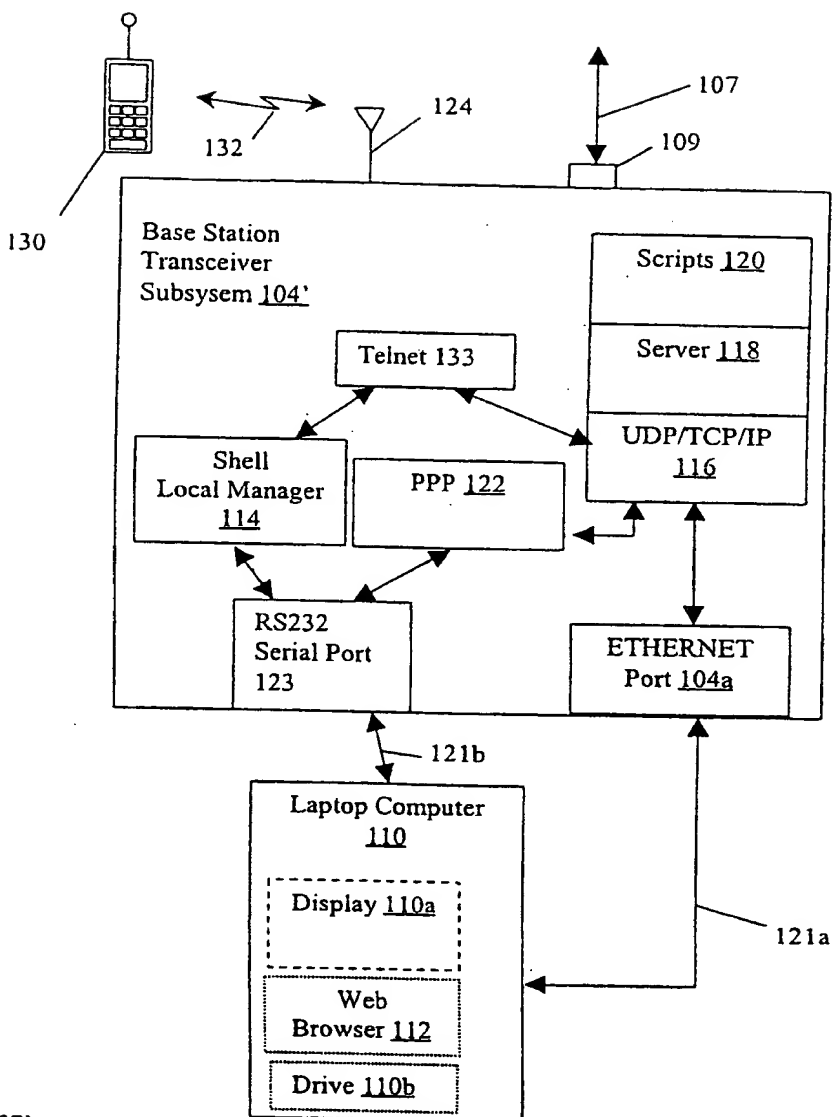 107
124
109
132
130
Base Station
Transceiver
Subsysem 104'
Scripts 120
Server 118
UDP/TCP/IP
116
Telnet 133
Shell
Local Manager
114
PPP 122
RS232
Serial Port
123
ETHERNET
Port 104a
121b
Laptop Computer
110
Display 110a
121a
Web
Browser 112
Drive 110b